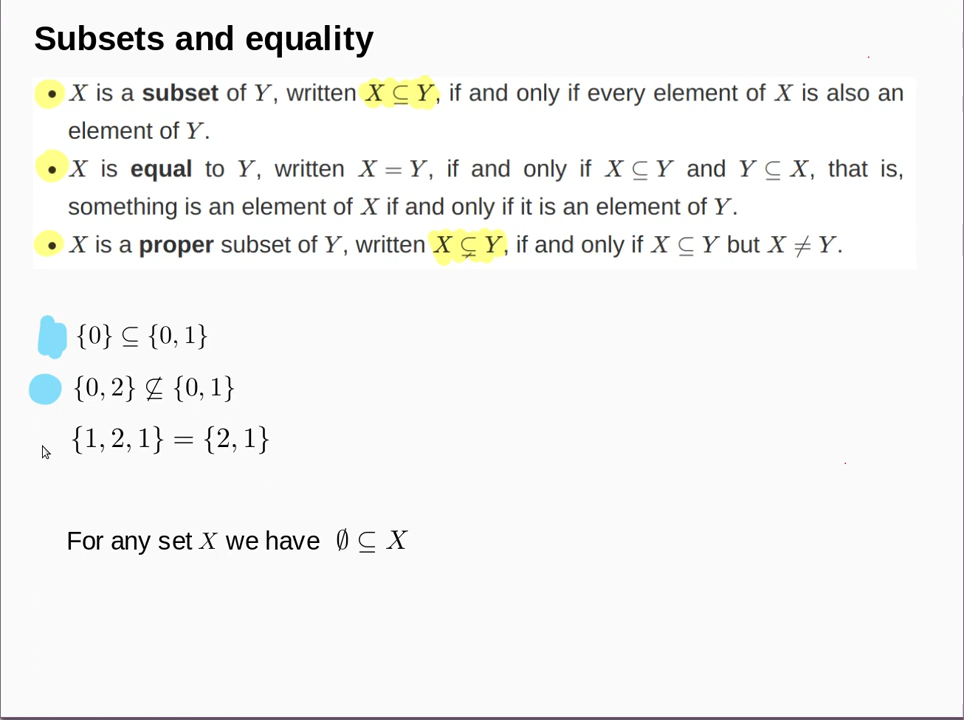 Subsets and equality
• X is a subset of Y, written X ⊆ Y, if and only if every element of X is also an
element of Y.
• X is equal to Y, written X = Y, if and only if X ⊆ Y and Y ⊆ X, that is,
something is an element of X if and only if it is an element of Y.
• X is a proper subset of Y, written X ⊊ Y, if and only if X ⊆ Y but X ≠ Y.
{0} ⊆ {0, 1}
{0, 2} ⊈ {0, 1}
{1, 2, 1} = {2, 1}
For any set X we have ∅ ⊆ X